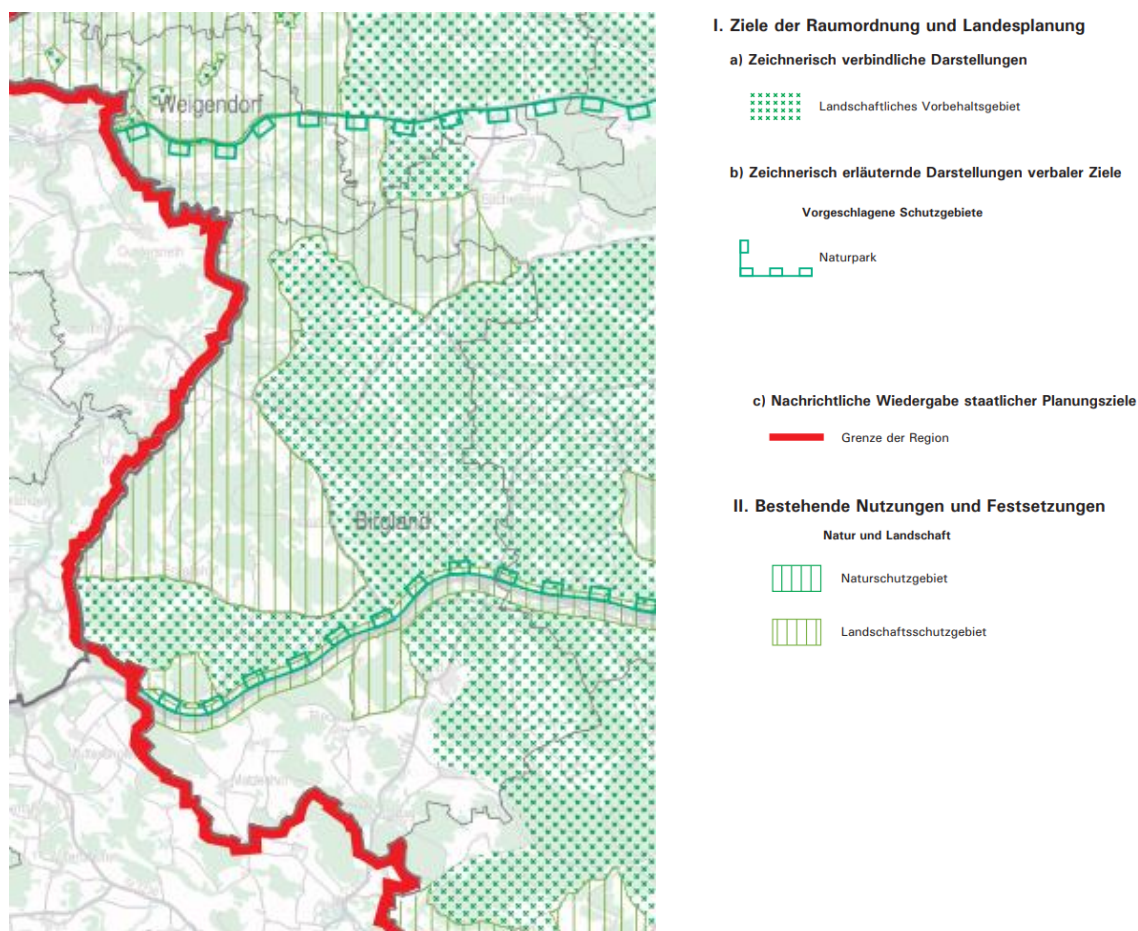 Weigendorf
Birgland
I. Ziele der Raumordnung und Landesplanung
a) Zeichnerisch verbindliche Darstellungen
Landschaftliches Vorbehaltsgebiet
b) Zeichnerisch erläuternde Darstellungen verbaler Ziele
Vorgeschlagene Schutzgebiete
Naturpark
c) Nachrichtliche Wiedergabe staatlicher Planungsziele
Grenze der Region
II. Bestehende Nutzungen und Festsetzungen
Natur und Landschaft
Naturschutzgebiet
Landschaftsschutzgebiet